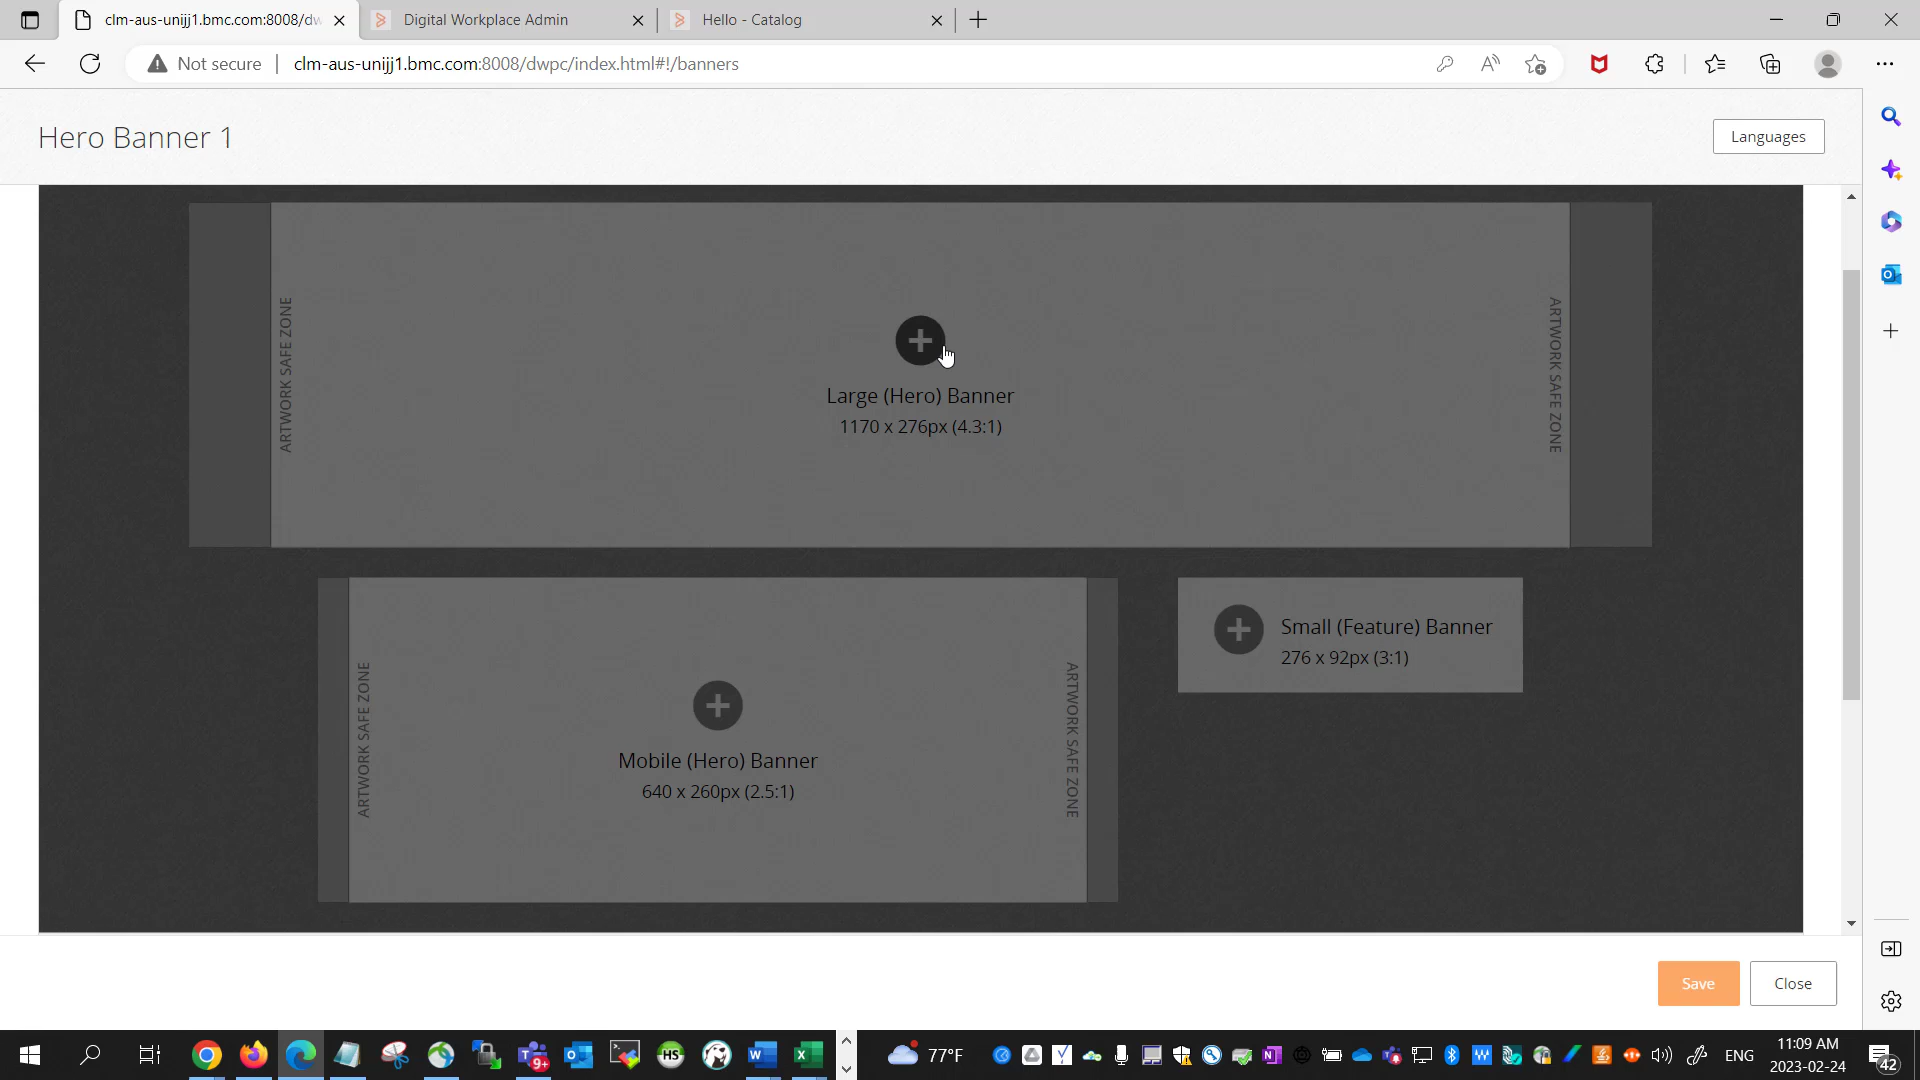 clm-aus-unijj1.bmc.com:8008/dw
Digital Workplace Admin
Hello - Catalog
Not secure
clm-aus-unijj1.bmc.com:8008/dwpc/index.html#!/banners
Hero Banner 1
Languages
ARTWORK SAFE ZONE
ARTWORK SAFE ZONE
Large (Hero) Banner
1170 x 276px (4.3:1)
ARTWORK SAFE ZONE
ARTWORK SAFE ZONE
Mobile (Hero) Banner
640 x 260px (2.5:1)
Small (Feature) Banner
276 x 92px (3:1)
Save
Close
9+
HS
77°F
ENG
11:09 AM
2023-02-24
42